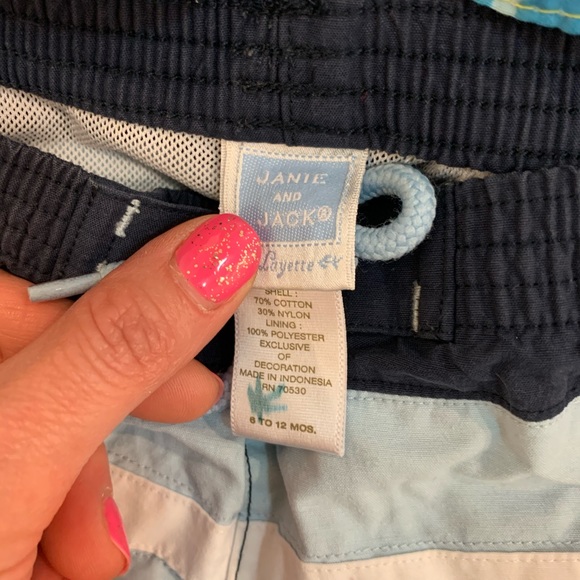 JANIE
AND
JACK®
Layette
SHELL :
70% COTTON
30% NYLON
LINING :
100% POLYESTER
EXCLUSIVE
OF
DECORATION
MADE IN INDONESIA
RN 70530
6 TO 12 MOS.